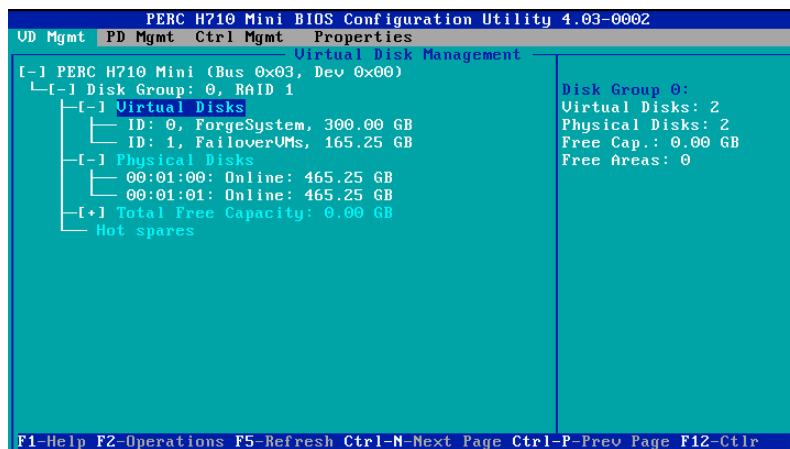 PERC H710 Mini BIOS Configuration Utility 4.03-0002
VD Mgmt PD Mgmt Ctrl Mgmt Properties
Virtual Disk Management
[-] PERC H710 Mini (Bus 0x03, Dev 0x00)
[-] Disk Group: 0, RAID 1
[-] Virtual Disks
ID: 0, ForgeSystem, 300.00 GB
ID: 1, FailoverVMs, 165.25 GB
[-] Physical Disks
00:01:00: Online: 465.25 GB
00:01:01: Online: 465.25 GB
[+] Total Free Capacity: 0.00 GB
Hot spares
Disk Group 0:
Virtual Disks: 2
Physical Disks: 2
Free Cap.: 0.00 GB
Free Areas: 0
F1-Help F2-Operations F5-Refresh Ctrl-N-Next Page Ctrl-P-Prev Page F12-Ctlr